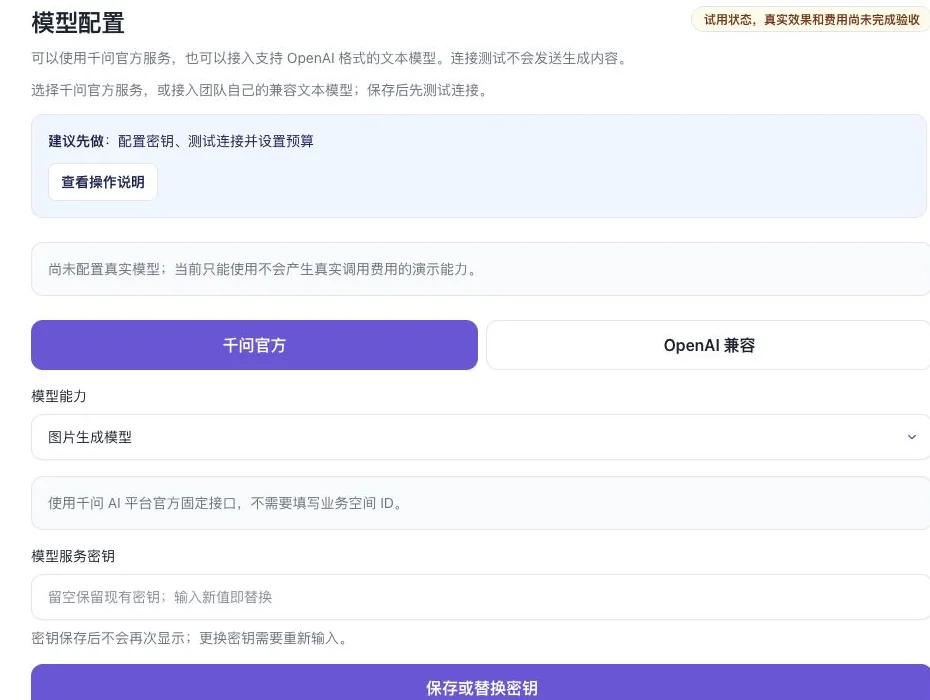 模型配置
试用状态，真实效果和费用尚未完成验收
可以使用千问官方服务，也可以接入支持 OpenAI 格式的文本模型。连接测试不会发送生成内容。
选择千问官方服务，或接入团队自己的兼容文本模型；保存后先测试连接。
建议先做：配置密钥、测试连接并设置预算
查看操作说明
尚未配置真实模型；当前只能使用不会产生真实调用费用的演示能力。
千问官方
OpenAI 兼容
模型能力
图片生成模型
使用千问 AI 平台官方固定接口，不需要填写业务空间 ID。
模型服务密钥
留空保留现有密钥；输入新值即替换
密钥保存后不会再次显示；更换密钥需要重新输入。
保存或替换密钥